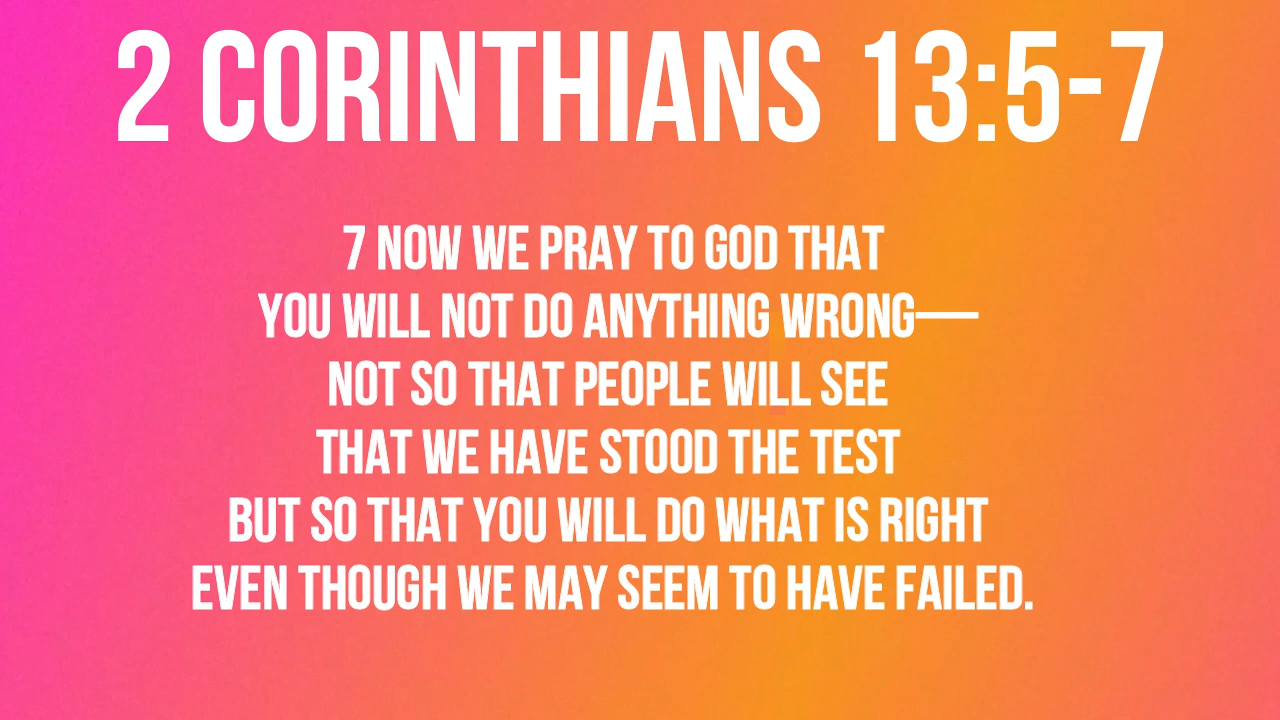 2 CORINTHIANS 13:5-7
7 NOW WE PRAY TO GOD THAT
YOU WILL NOT DO ANYTHING WRONG—
NOT SO THAT PEOPLE WILL SEE
THAT WE HAVE STOOD THE TEST
BUT SO THAT YOU WILL DO WHAT IS RIGHT
EVEN THOUGH WE MAY SEEM TO HAVE FAILED.